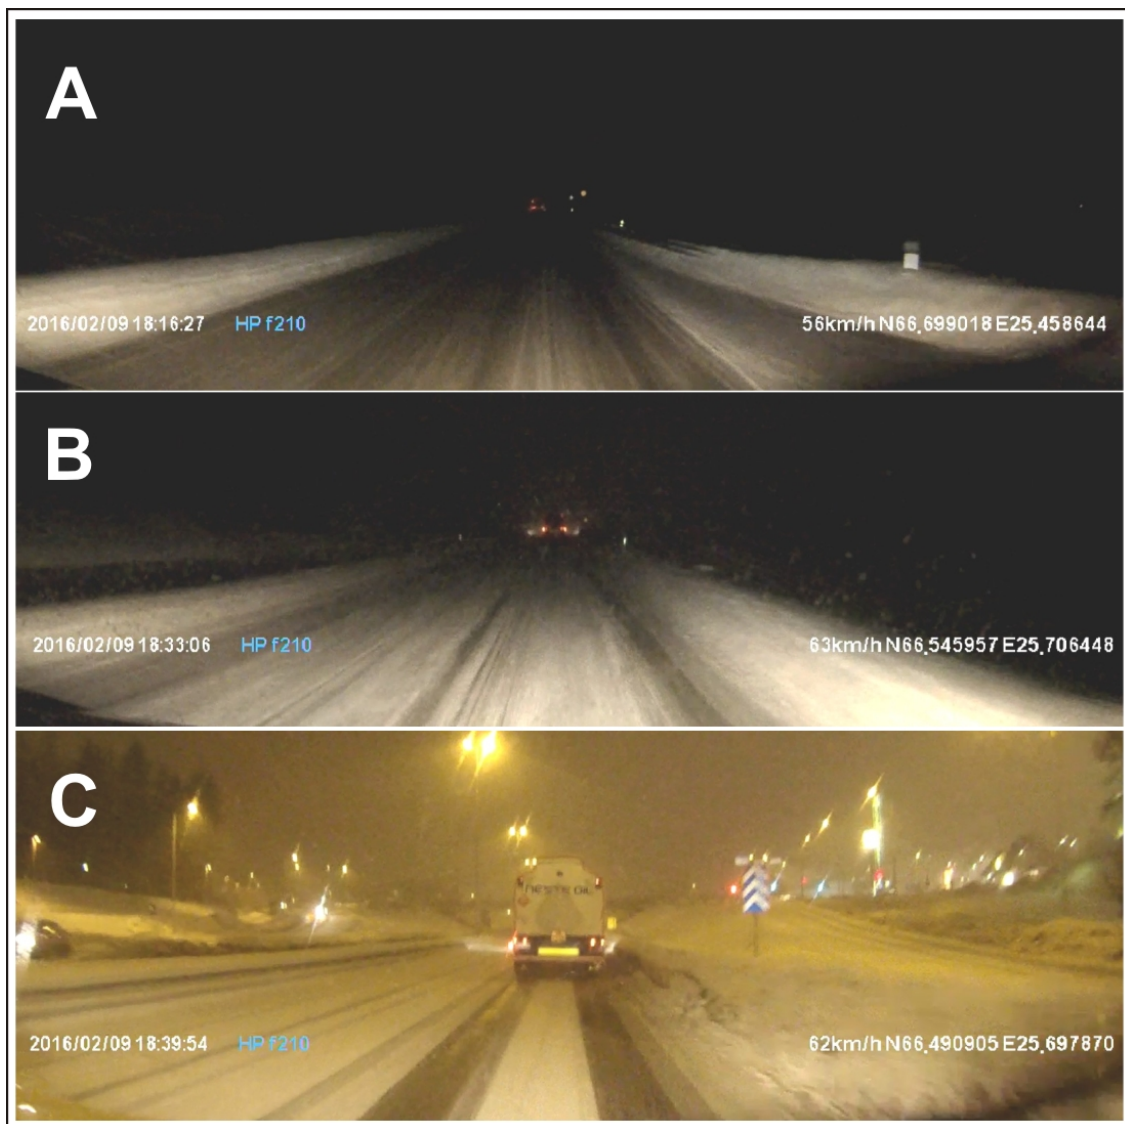 A
2016/02/09 18:16:27 HP f210 56km/h N66.699018 E25.458644
B
2016/02/09 18:33:06 HP f210 63km/h N66.545957 E25.706448
C
NESTE OIL
2016/02/09 18:39:54 HP f210 62km/h N66.490905 E25.697870